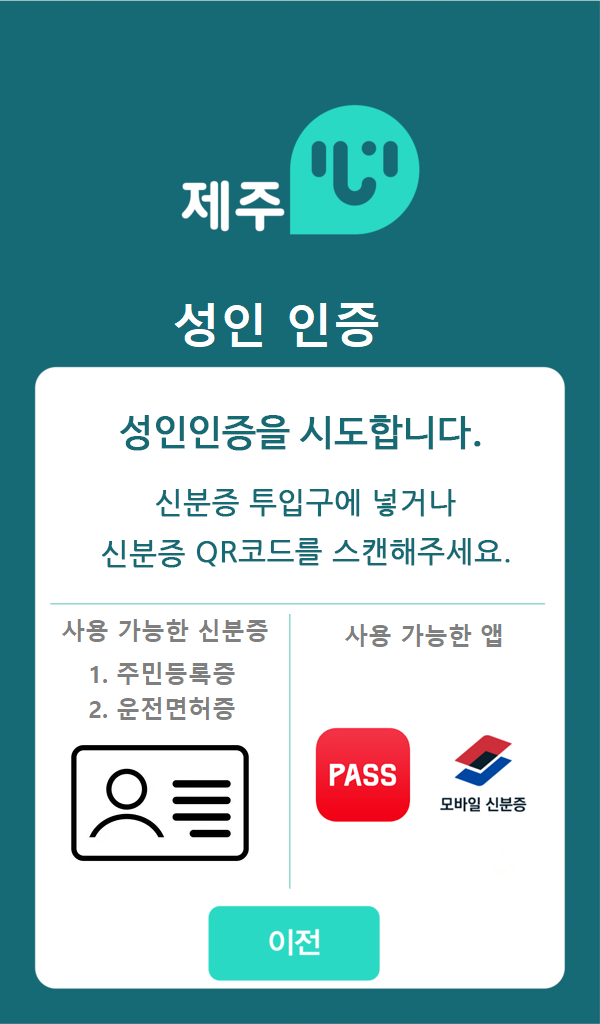 제주
성인 인증
성인인증을 시도합니다.
신분증 투입구에 넣거나
신분증 QR코드를 스캔해주세요.
사용 가능한 신분증
1. 주민등록증
2. 운전면허증
사용 가능한 앱
PASS
모바일 신분증
이전